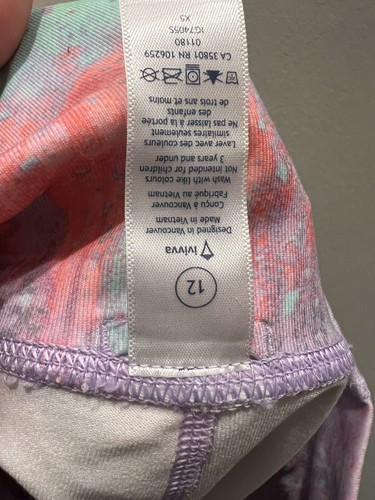 12
ivivva
Designed in Vancouver
Made in Vietnam
Conçu à Vancouver
Fabriqué au Vietnam
Wash with like colours
Not intended for children
3 years and under
Laver avec des couleurs
similaires seulement
Ne pas laisser à la portée
des enfants
de trois ans et moins
CA 35801 RN 106259
01180
IG7405S
XS